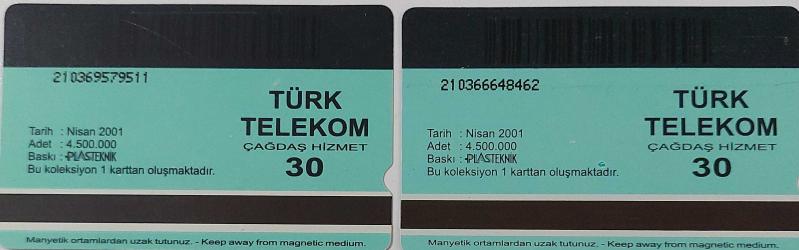 210369579511
TÜRK
TELEKOM
ÇAĞDAŞ HİZMET
30
Tarih : Nisan 2001
Adet : 4.500.000
Baskı : PLASTEKNİK
Bu koleksiyon 1 karttan oluşmaktadır.
Manyetik ortamlardan uzak tutunuz. - Keep away from magnetic medium.
210366648462
TÜRK
TELEKOM
ÇAĞDAŞ HİZMET
30
Tarih : Nisan 2001
Adet : 4.500.000
Baskı : PLASTEKNİK
Bu koleksiyon 1 karttan oluşmaktadır.
Manyetik ortamlardan uzak tutunuz. - Keep away from magnetic medium.